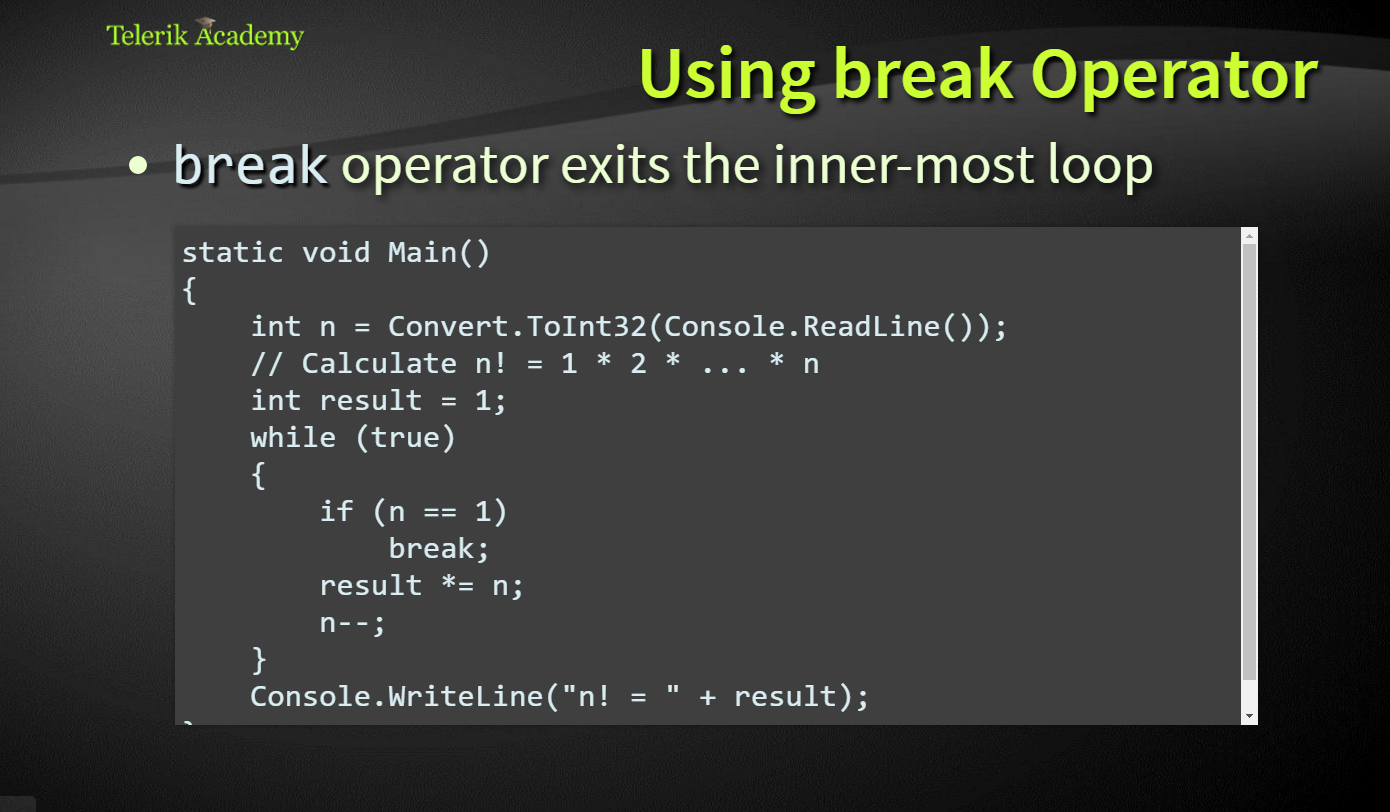 Telerik Academy
Using break Operator
• break operator exits the inner-most loop
static void Main()
{
    int n = Convert.ToInt32(Console.ReadLine());
    // Calculate n! = 1 * 2 * ... * n
    int result = 1;
    while (true)
    {
        if (n == 1)
            break;
        result *= n;
        n--;
    }
    Console.WriteLine("n! = " + result);
}